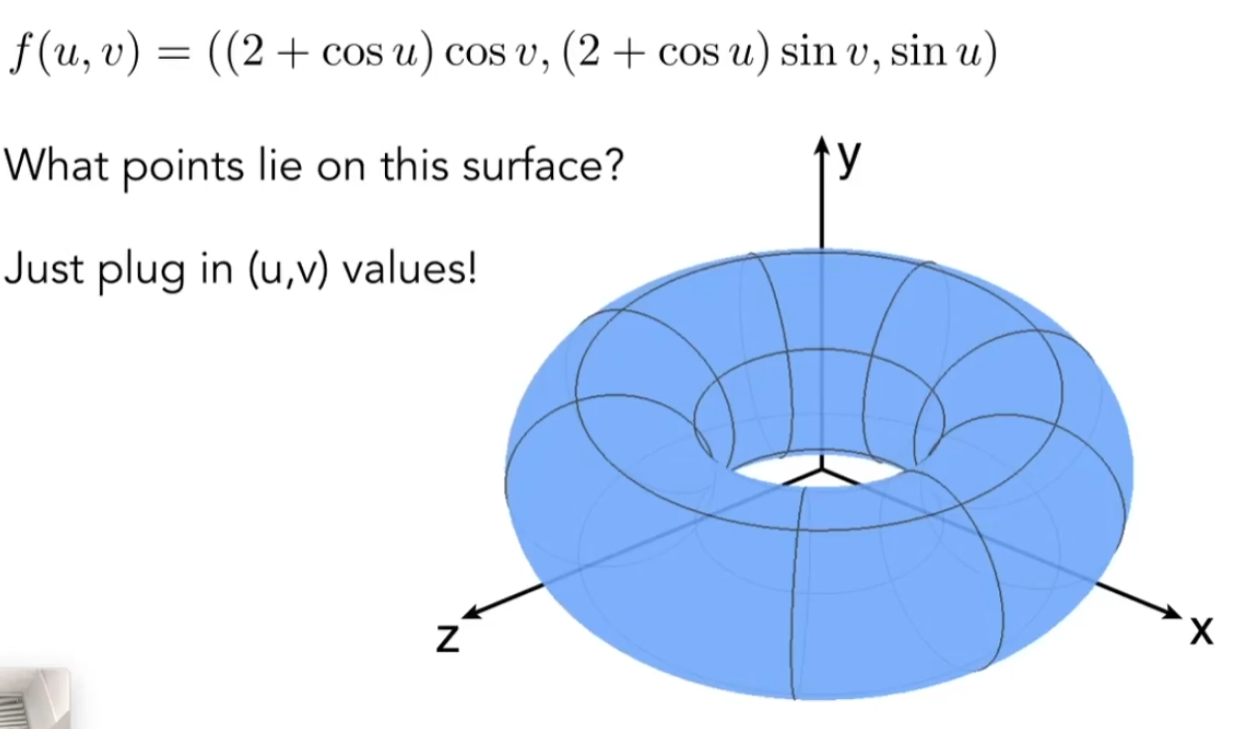 f(u, v) = ((2 + cos u) cos v, (2 + cos u) sin v, sin u)
What points lie on this surface?
y
Just plug in (u,v) values!
z
x